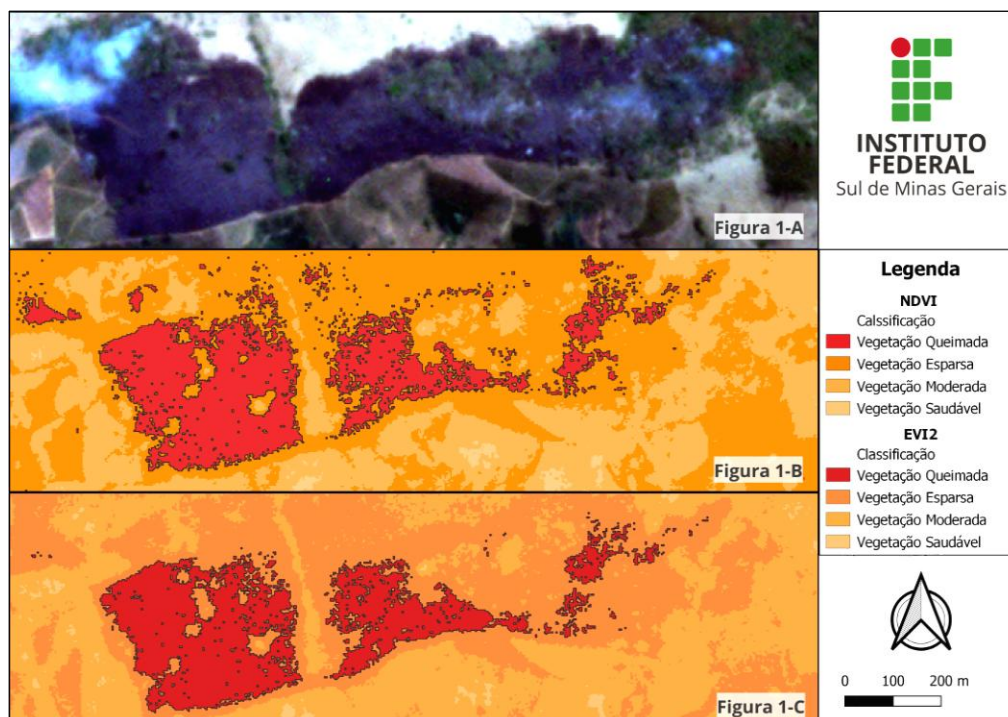 Figura 1-A
INSTITUTO
FEDERAL
Sul de Minas Gerais
Legenda
NDVI
Calssificação
Vegetação Queimada
Vegetação Esparsa
Vegetação Moderada
Vegetação Saudável
EVI2
Classificação
Vegetação Queimada
Vegetação Esparsa
Vegetação Moderada
Vegetação Saudável
Figura 1-B
Figura 1-C
0 100 200 m